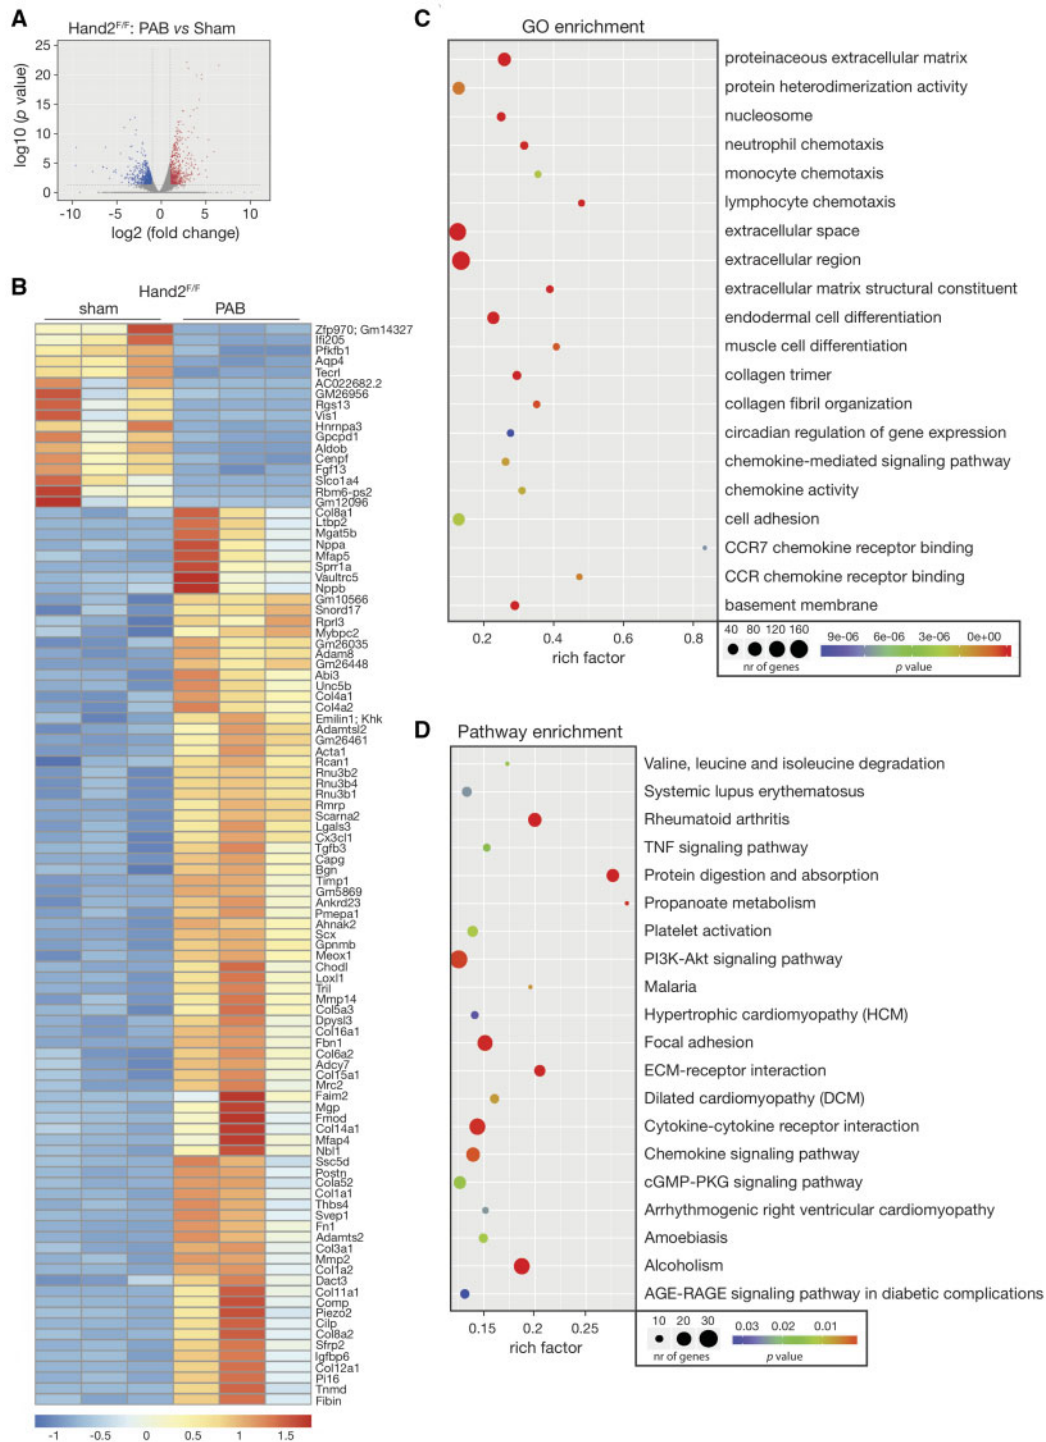 A
Hand2F/F: PAB vs Sham
25
20
15
10
5
0
log10 (p value)
-10 -5 0 5 10
log2 (fold change)
B
Hand2F/F
sham PAB
Zfp970; Gm14327
Ifi205
Pfkfb1
Aqp4
Tecrl
AC022682.2
GM26956
Rgs13
Vis1
Hnrnpa3
Gpcpd1
Aldob
Cenpf
Fgf13
Slco1a4
Rbm6-ps2
Gm12096
Col8a1
Ltbp2
Mgat5b
Nppa
Mfap5
Sprr1a
Vaultrc5
Nppb
Gm10566
Snord17
Rprl3
Mybpc2
Gm26035
Adam8
Gm26448
Abi3
Unc5b
Col4a1
Col4a2
Emilin1; Khk
Adamtsl2
Gm26461
Acta1
Rcan1
Rnu3b2
Rnu3b4
Rnu3b1
Rmrp
Scarna2
Lgals3
Cx3cl1
Tgfb3
Capg
Bgn
Timp1
Gm5869
Ankrd23
Pmepa1
Ahnak2
Scx
Gpnmb
Meox1
Chodl
Loxl1
Tril
Mmp14
Col5a3
Dpysl3
Col16a1
Fbn1
Col6a2
Adcy7
Col15a1
Mrc2
Faim2
Mgp
Fmod
Col14a1
Mfap4
Nbl1
Ssc5d
Postn
Cola52
Col1a1
Thbs4
Svep1
Fn1
Adamts2
Col3a1
Mmp2
Col1a2
Dact3
Col11a1
Comp
Piezo2
Cilp
Col8a2
Sfrp2
Igfbp6
Col12a1
Pi16
Tnmd
Fibin
-1 -0.5 0 0.5 1 1.5
C
GO enrichment
proteinaceous extracellular matrix
protein heterodimerization activity
nucleosome
neutrophil chemotaxis
monocyte chemotaxis
lymphocyte chemotaxis
extracellular space
extracellular region
extracellular matrix structural constituent
endodermal cell differentiation
muscle cell differentiation
collagen trimer
collagen fibril organization
circadian regulation of gene expression
chemokine-mediated signaling pathway
chemokine activity
cell adhesion
CCR7 chemokine receptor binding
CCR chemokine receptor binding
basement membrane
0.2 0.4 0.6 0.8
rich factor
40 80 120 160
nr of genes
9e-06 6e-06 3e-06 0e+00
p value
D
Pathway enrichment
Valine, leucine and isoleucine degradation
Systemic lupus erythematosus
Rheumatoid arthritis
TNF signaling pathway
Protein digestion and absorption
Propanoate metabolism
Platelet activation
PI3K-Akt signaling pathway
Malaria
Hypertrophic cardiomyopathy (HCM)
Focal adhesion
ECM-receptor interaction
Dilated cardiomyopathy (DCM)
Cytokine-cytokine receptor interaction
Chemokine signaling pathway
cGMP-PKG signaling pathway
Arrhythmogenic right ventricular cardiomyopathy
Amoebiasis
Alcoholism
AGE-RAGE signaling pathway in diabetic complications
0.15 0.2 0.25
rich factor
10 20 30
nr of genes
0.03 0.02 0.01
p value